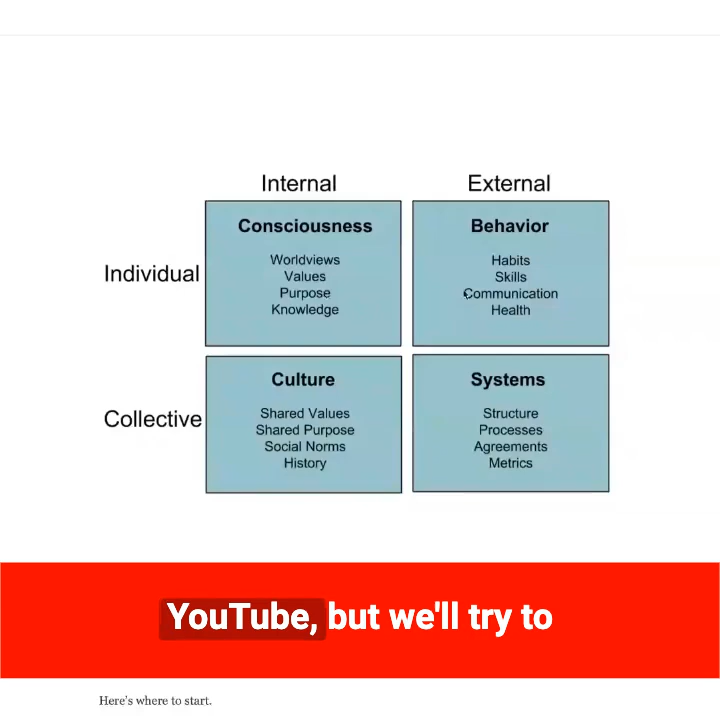 Internal External
Consciousness
Worldviews
Values
Purpose
Knowledge
Behavior
Habits
Skills
Communication
Health
Individual
Culture
Shared Values
Shared Purpose
Social Norms
History
Systems
Structure
Processes
Agreements
Metrics
Collective
YouTube, but we'll try to
Here's where to start.